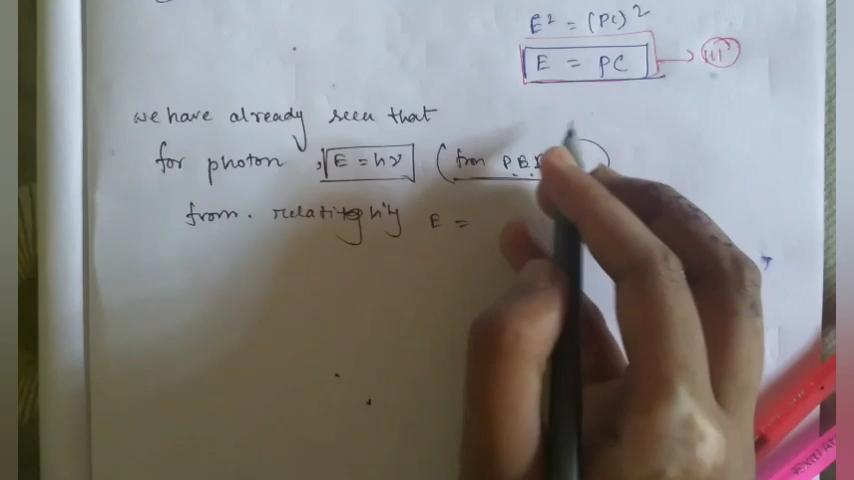 E² = (PC)²
E = PC → (iii)
we have already seen that
for photon, E = hν (from P.B.
from. relativity E =